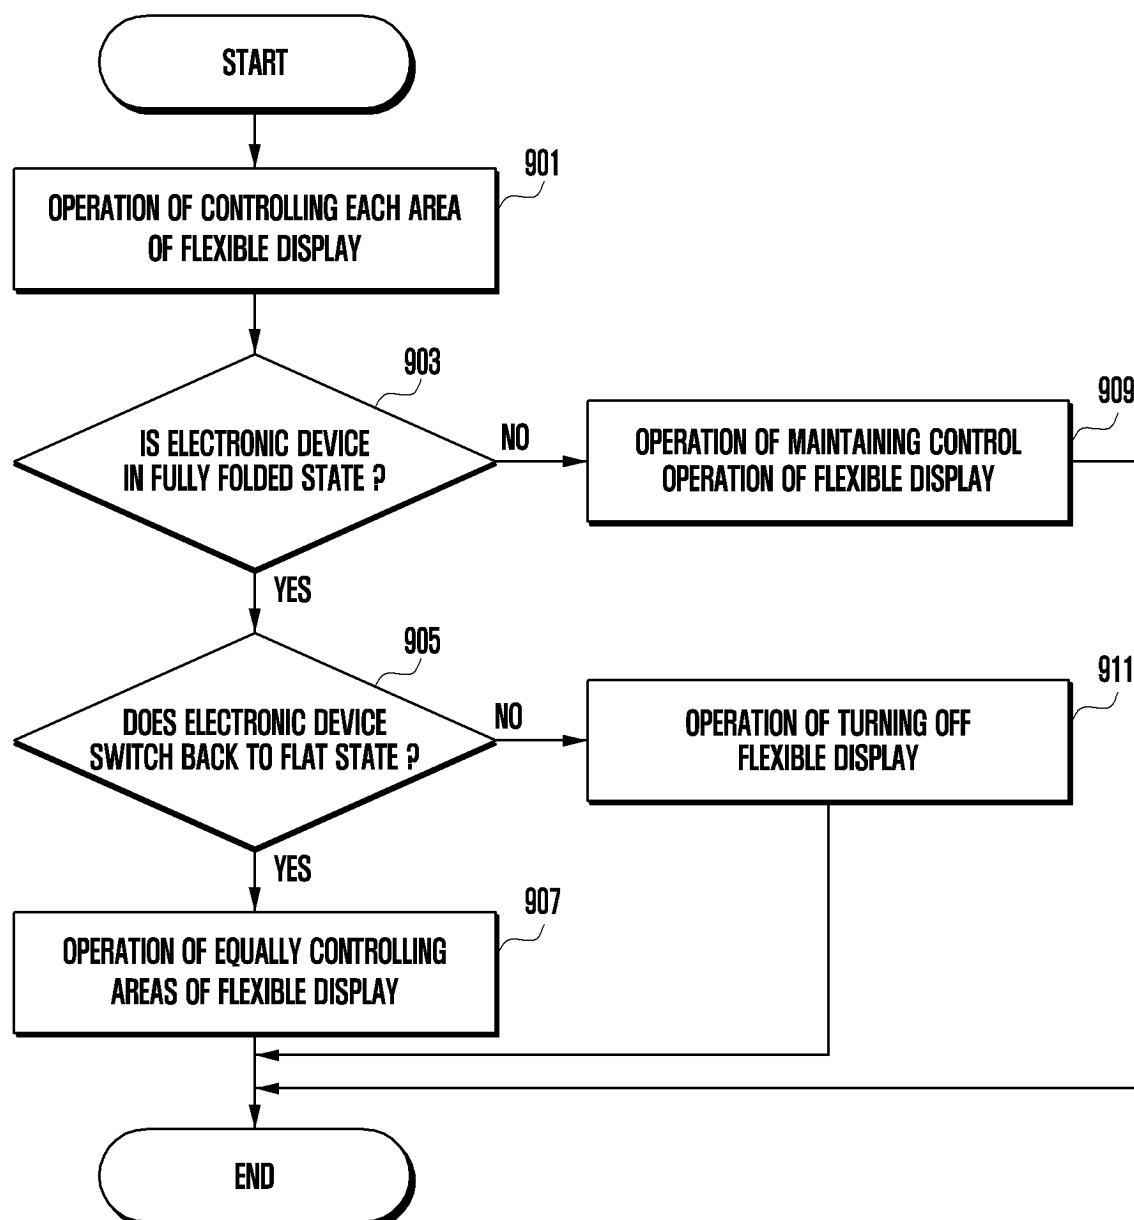 START
901
OPERATION OF CONTROLLING EACH AREA
OF FLEXIBLE DISPLAY
903
IS ELECTRONIC DEVICE
IN FULLY FOLDED STATE ?
NO
909
OPERATION OF MAINTAINING CONTROL
OPERATION OF FLEXIBLE DISPLAY
YES
905
DOES ELECTRONIC DEVICE
SWITCH BACK TO FLAT STATE ?
NO
911
OPERATION OF TURNING OFF
FLEXIBLE DISPLAY
YES
907
OPERATION OF EQUALLY CONTROLLING
AREAS OF FLEXIBLE DISPLAY
END